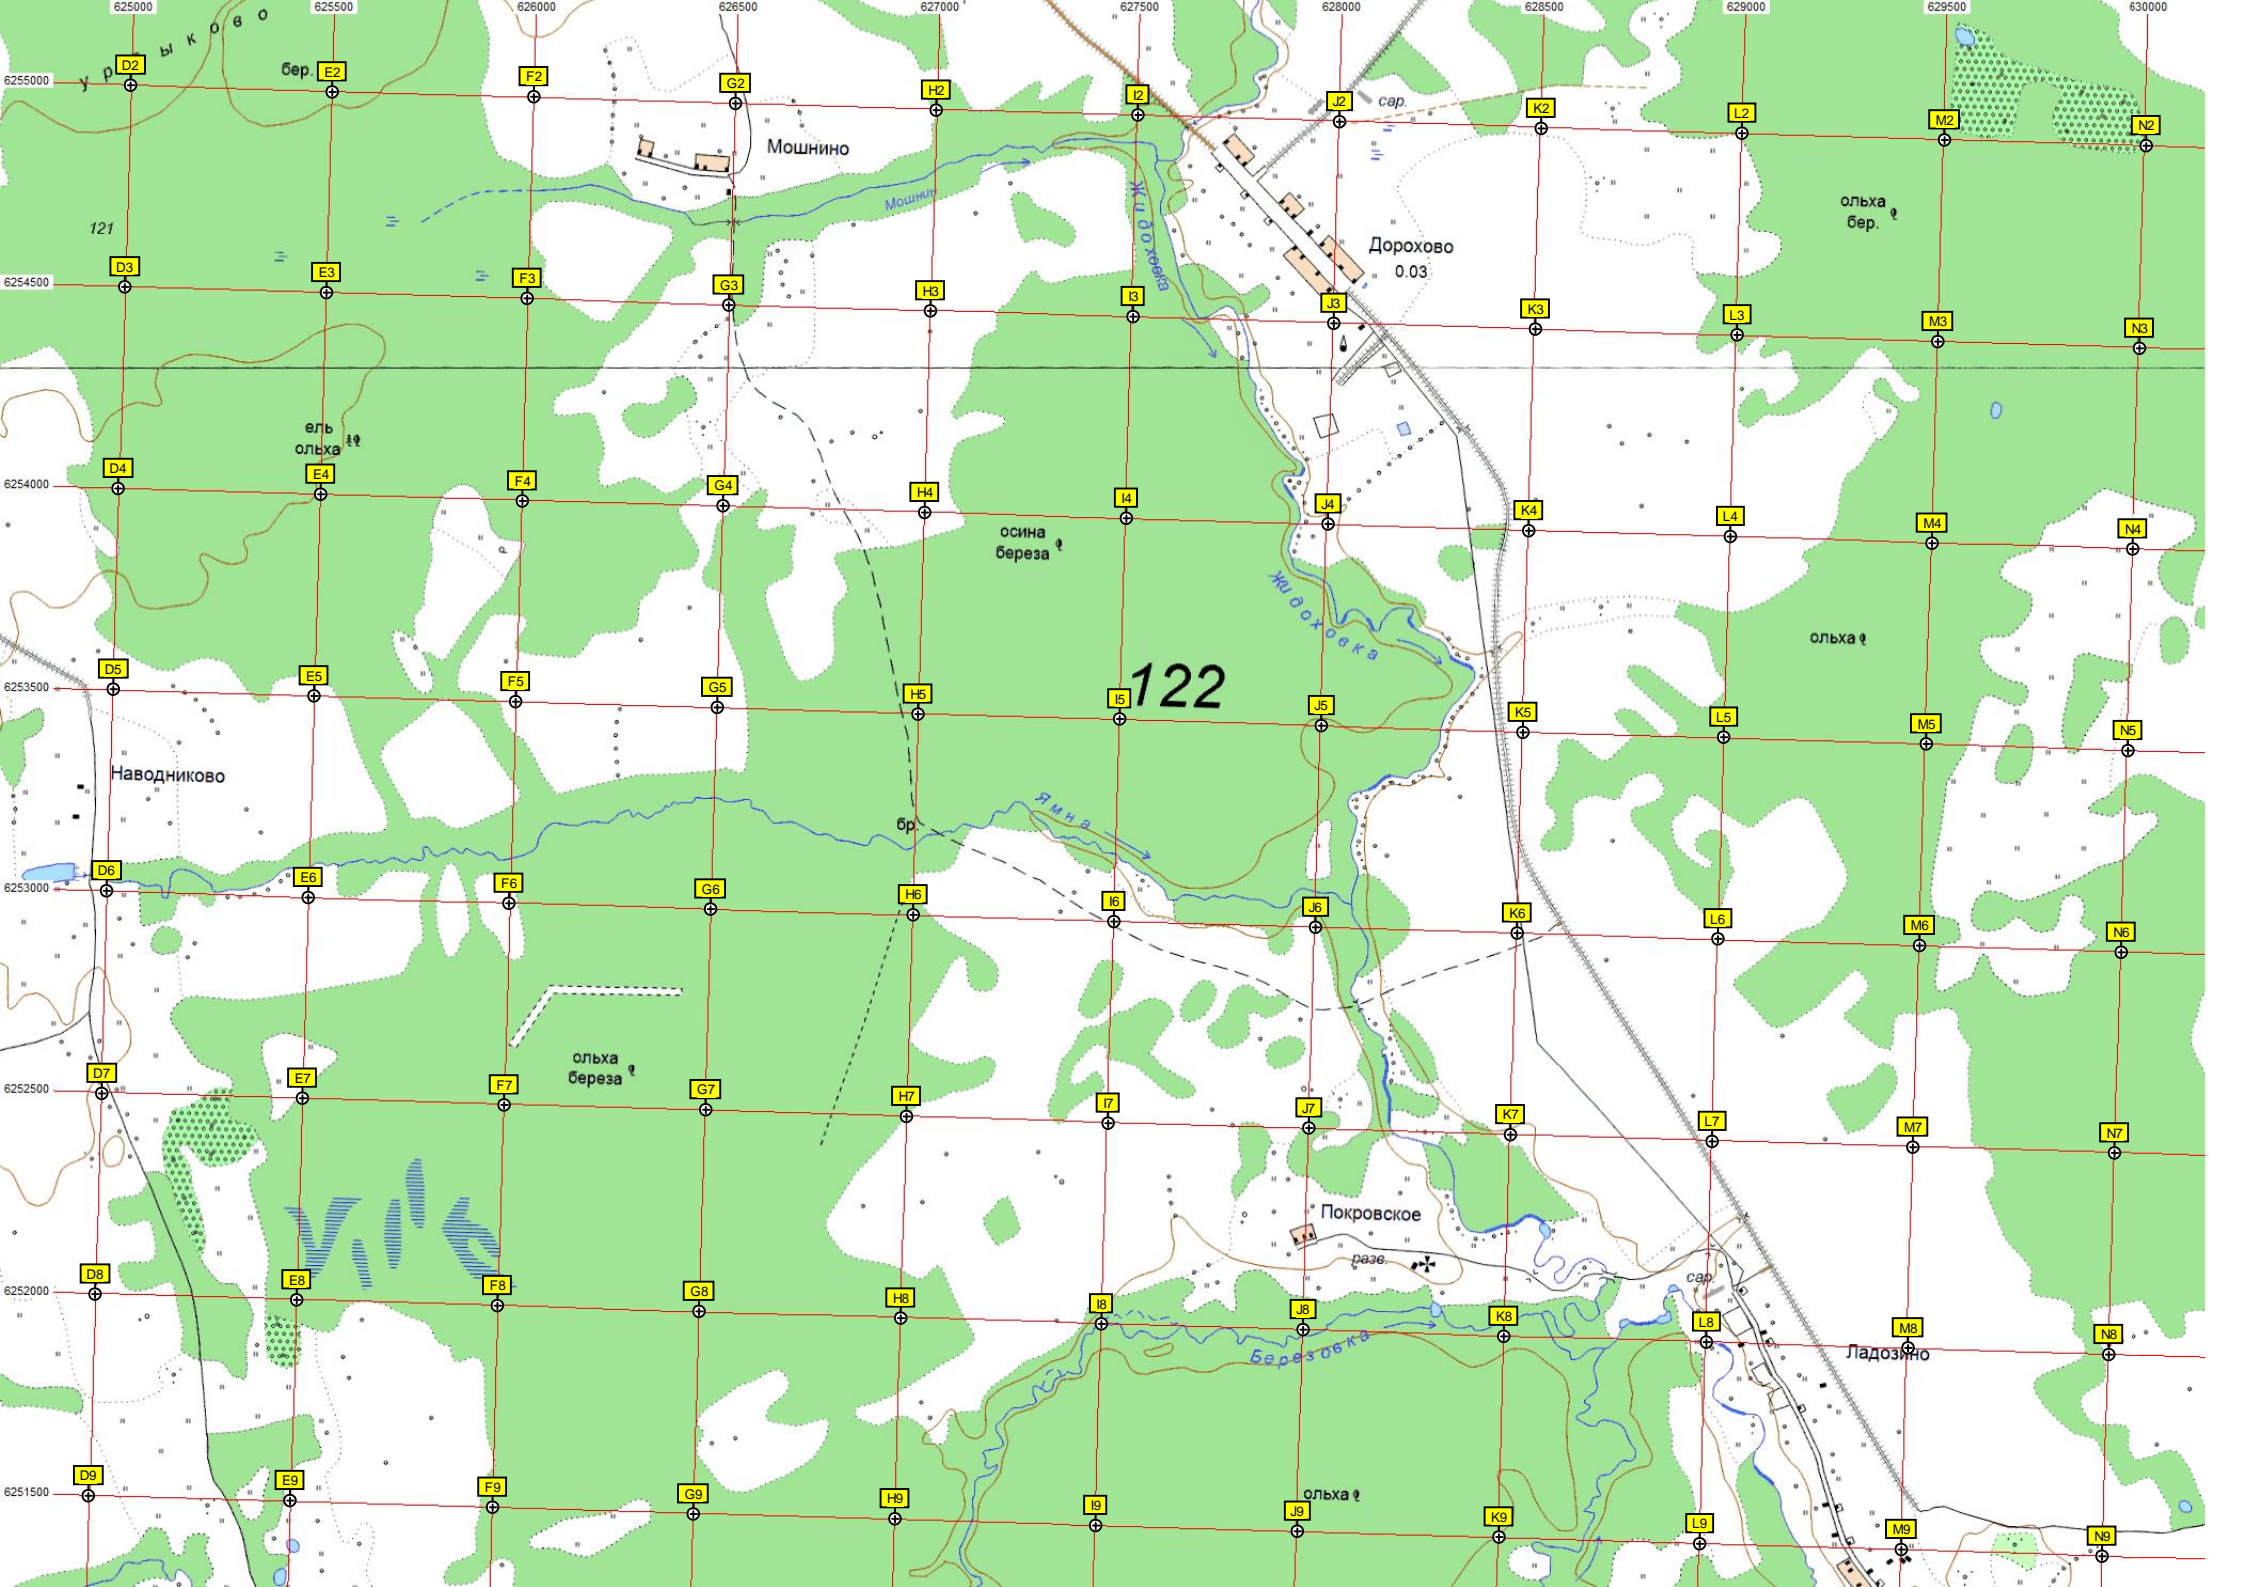 625000 625500 626000 626500 627000 627500 628000 628500 629000 629500 630000
Урыково
6255000
D2 E2 F2 G2 H2 I2 J2 K2 L2 M2 N2
бер.
сар.
Мошнино
Мошнин
Жидоховка
ольха
бер.
121
Дорохово
0.03
6254500
D3 E3 F3 G3 H3 I3 J3 K3 L3 M3 N3
ель
ольха
6254000
D4 E4 F4 G4 H4 I4 J4 K4 L4 M4 N4
осина
береза
Жидоховка
ольха
6253500
D5 E5 F5 G5 H5 I5 J5 K5 L5 M5 N5
122
Наводниково
бр.
Ямна
6253000
D6 E6 F6 G6 H6 I6 J6 K6 L6 M6 N6
ольха
береза
6252500
D7 E7 F7 G7 H7 I7 J7 K7 L7 M7 N7
Покровское
разв.
сар.
6252000
D8 E8 F8 G8 H8 I8 J8 K8 L8 M8 N8
Березовка
Ладозино
6251500
D9 E9 F9 G9 H9 I9 J9 K9 L9 M9 N9
ольха